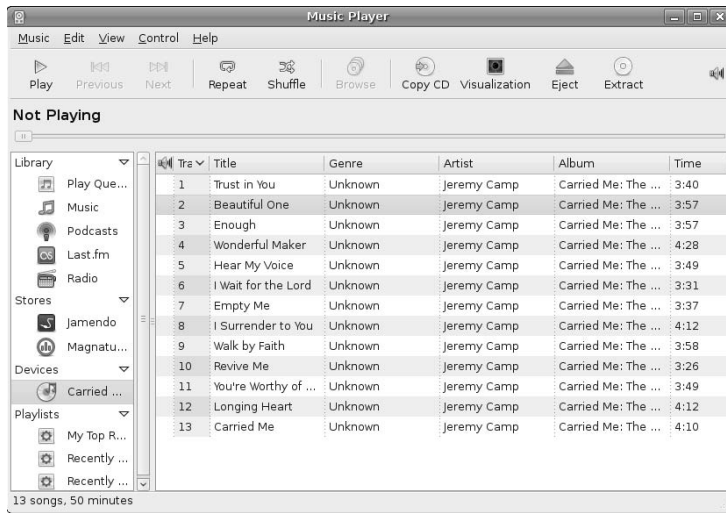 Music Player
Music Edit View Control Help
Play Previous Next Repeat Shuffle Browse Copy CD Visualization Eject Extract
Not Playing
Library
Play Que...
Music
Podcasts
Last.fm
Radio
Stores
Jamendo
Magnatu...
Devices
Carried ...
Playlists
My Top R...
Recently ...
Recently ...
Tra Title Genre Artist Album Time
1 Trust in You Unknown Jeremy Camp Carried Me: The ... 3:40
2 Beautiful One Unknown Jeremy Camp Carried Me: The ... 3:57
3 Enough Unknown Jeremy Camp Carried Me: The ... 3:57
4 Wonderful Maker Unknown Jeremy Camp Carried Me: The ... 4:28
5 Hear My Voice Unknown Jeremy Camp Carried Me: The ... 3:49
6 I Wait for the Lord Unknown Jeremy Camp Carried Me: The ... 3:31
7 Empty Me Unknown Jeremy Camp Carried Me: The ... 3:37
8 I Surrender to You Unknown Jeremy Camp Carried Me: The ... 4:12
9 Walk by Faith Unknown Jeremy Camp Carried Me: The ... 3:58
10 Revive Me Unknown Jeremy Camp Carried Me: The ... 3:26
11 You're Worthy of ... Unknown Jeremy Camp Carried Me: The ... 3:49
12 Longing Heart Unknown Jeremy Camp Carried Me: The ... 4:12
13 Carried Me Unknown Jeremy Camp Carried Me: The ... 4:10
13 songs, 50 minutes